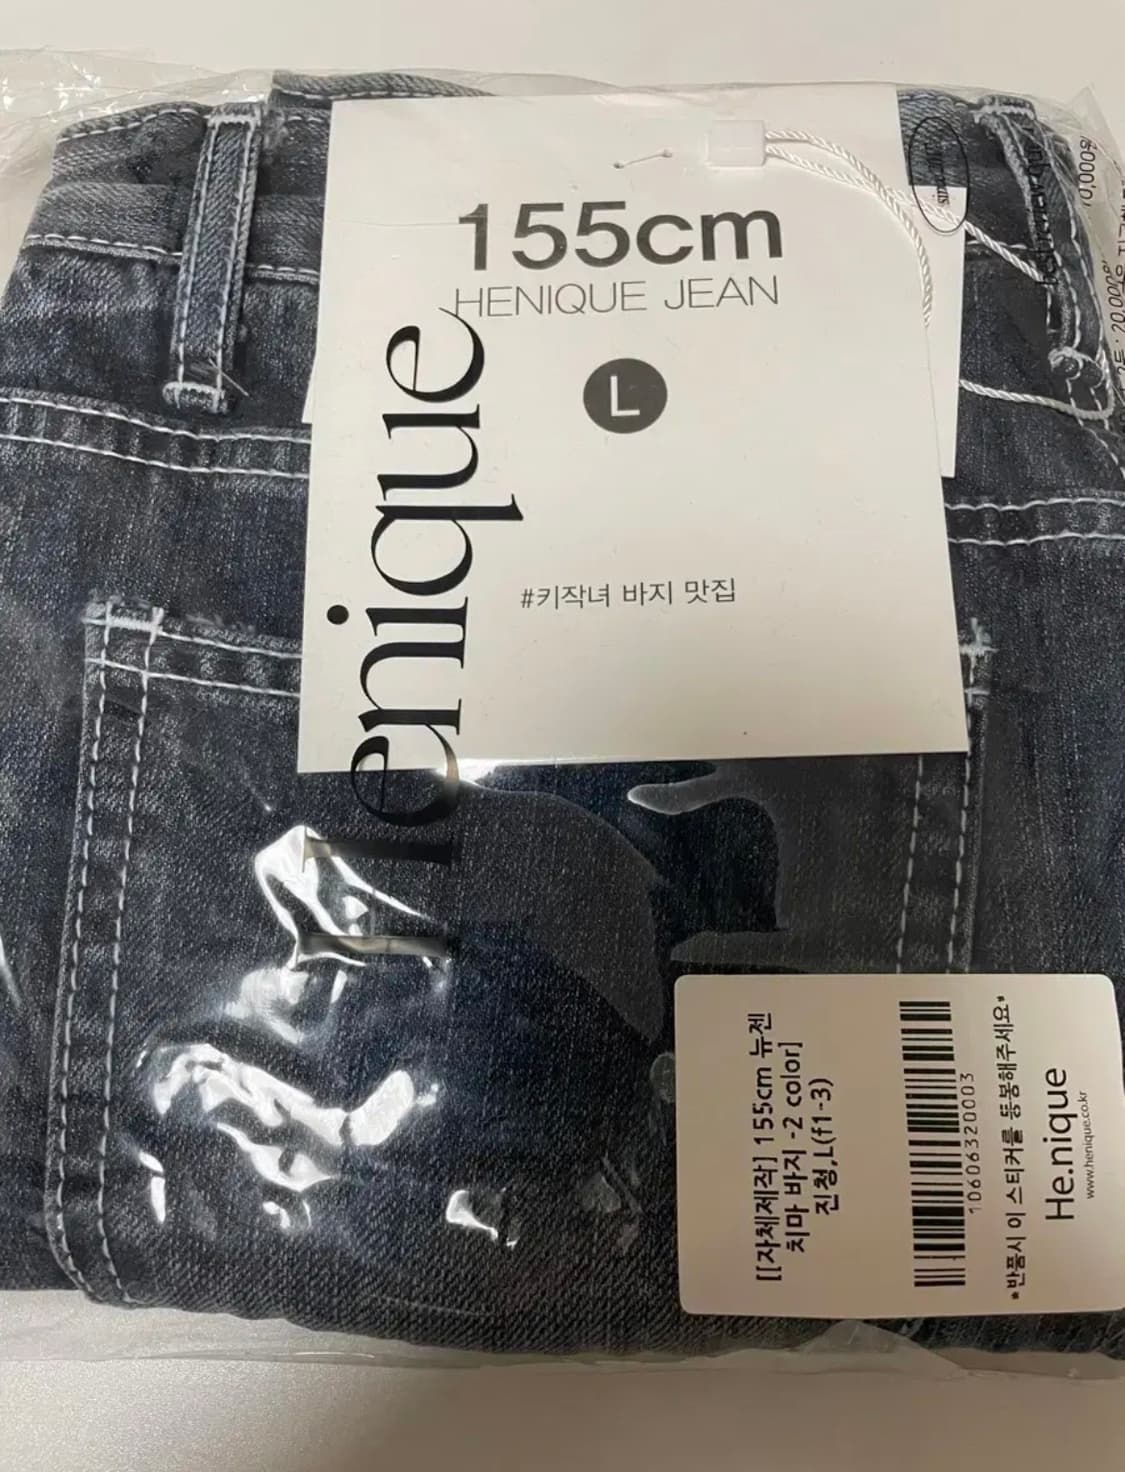 155cm
HENIQUE JEAN
L
#키작녀 바지 맛집
Henique
[[자체제작] 155cm 뉴젠
치마 바지 -2 color]
진청,L(f1-3)
10606320003
*반품시 이 스티커를 동봉해주세요*
He.nique
www.henique.co.kr